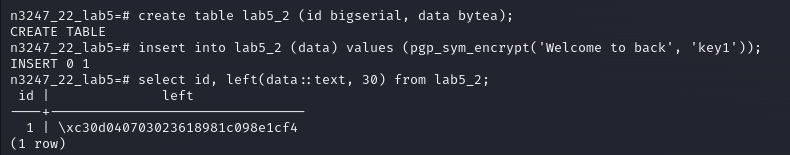 n3247_22_lab5=# create table lab5_2 (id bigserial, data bytea);
CREATE TABLE
n3247_22_lab5=# insert into lab5_2 (data) values (pgp_sym_encrypt('Welcome to back', 'key1'));
INSERT 0 1
n3247_22_lab5=# select id, left(data::text, 30) from lab5_2;
 id |              left
----+--------------------------------
  1 | \xc30d040703023618981c098e1cf4
(1 row)